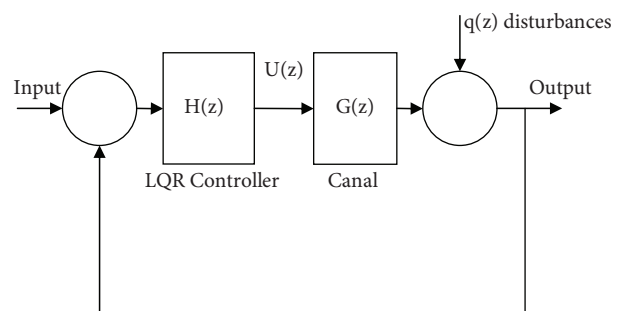 q(z) disturbances
Input
H(z)
U(z)
G(z)
Output
LQR Controller
Canal